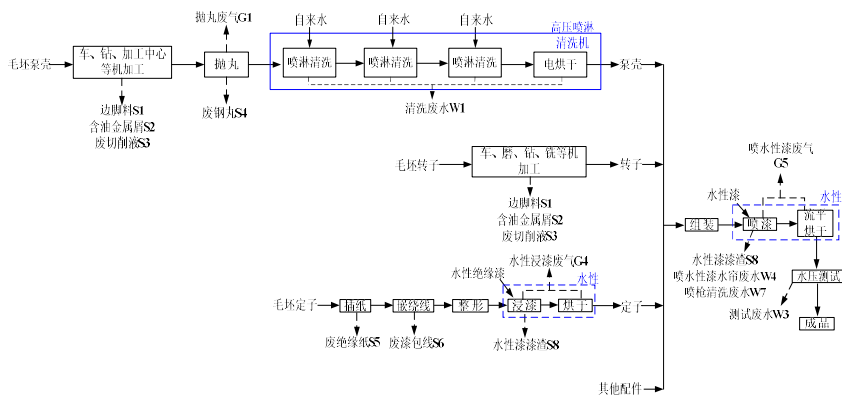 抛丸废气G1
自来水
自来水
自来水
高压喷淋
清洗机
毛坯泵壳
车、钻、加工中心
等机加工
抛丸
喷淋清洗
喷淋清洗
喷淋清洗
电烘干
泵壳
边脚料S1
含油金属屑S2
废切削液S3
废钢丸S4
清洗废水W1
毛坯转子
车、磨、钻、铣等机
加工
转子
边脚料S1
含油金属屑S2
废切削液S3
喷水性漆废气
G5
水性漆
水性
组装
喷漆
流平
烘干
水性漆漆渣S8
喷水性漆水帘废水W4
喷枪清洗废水W7
水压测试
测试废水W3
成品
水性浸漆废气G4
水性绝缘漆
水性
毛坯定子
插纸
嵌绕线
整形
浸漆
烘干
定子
废绝缘纸S5
废漆包线S6
水性漆漆渣S8
其他配件